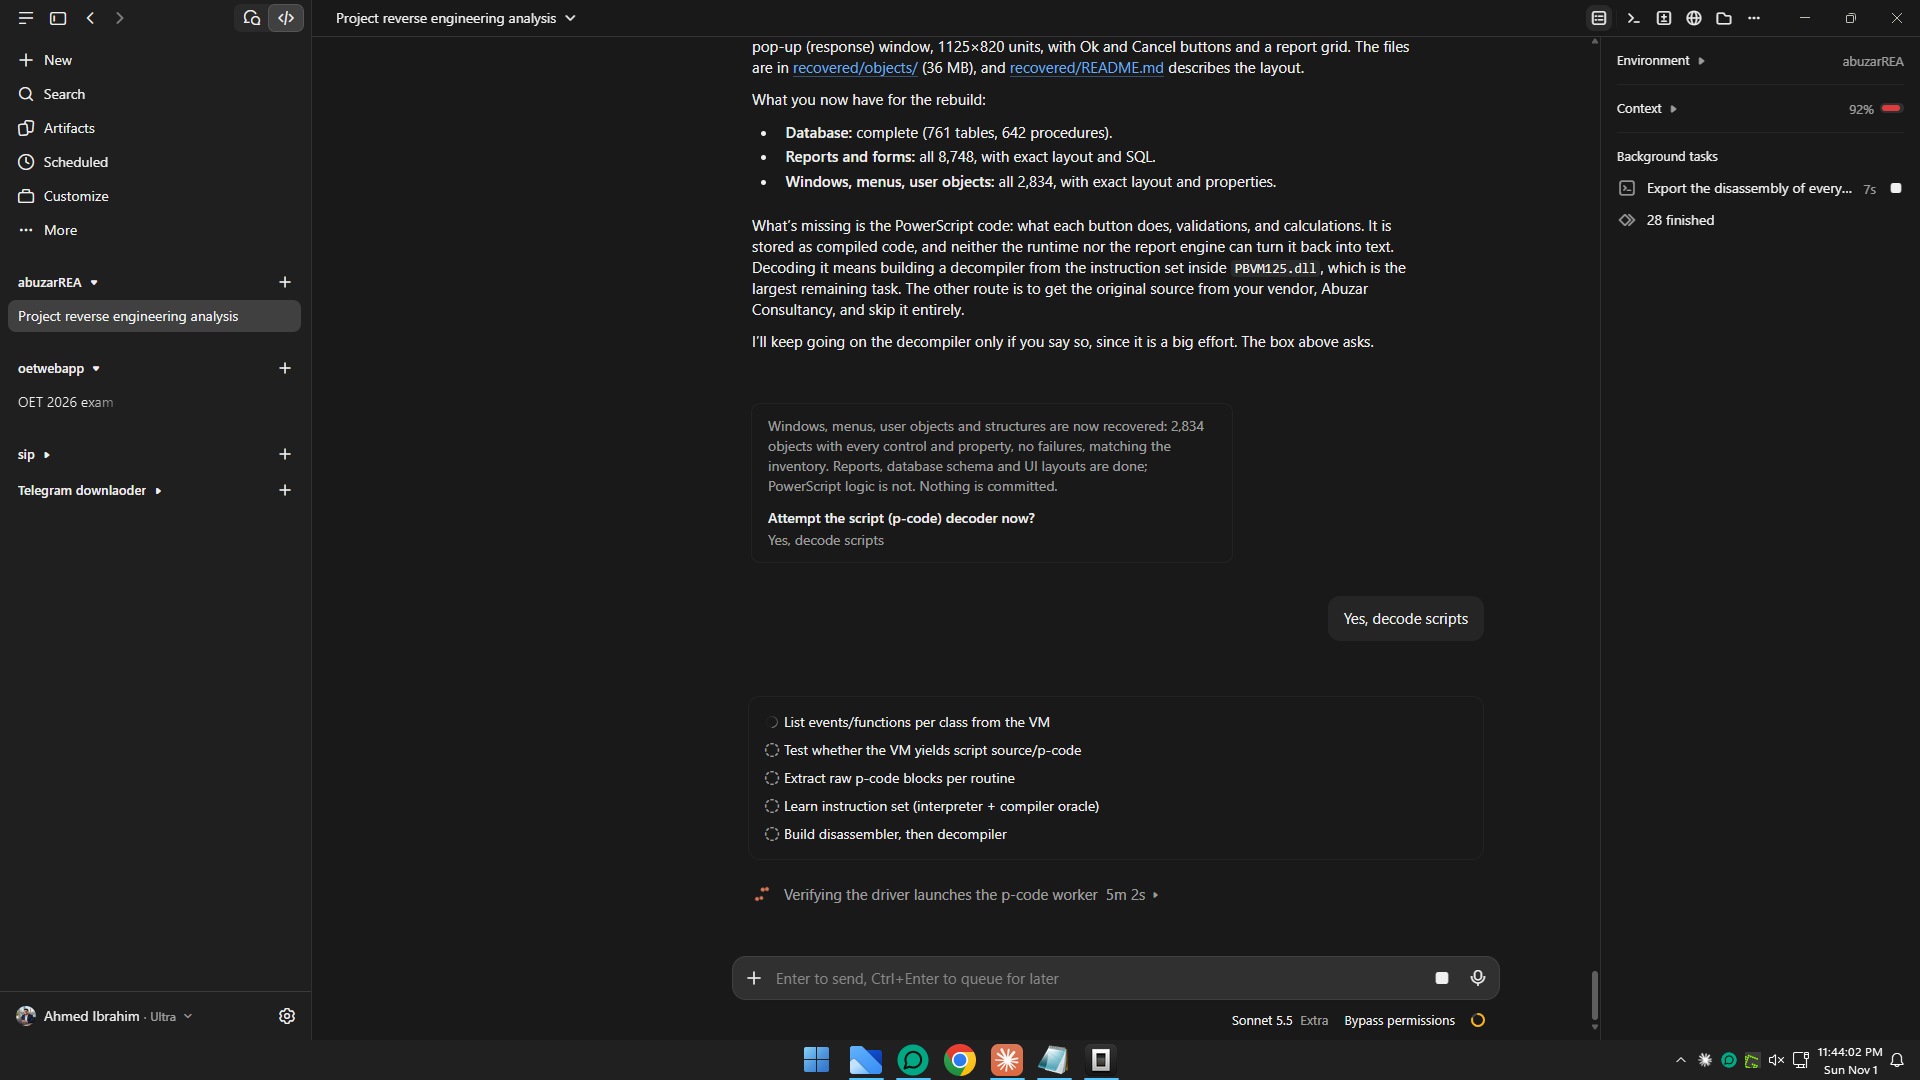 Project reverse engineering analysis
New
Search
Artifacts
Scheduled
Customize
More
abuzarREA
Project reverse engineering analysis
oetwebapp
OET 2026 exam
sip
Telegram downlaoder
Ahmed Ibrahim · Ultra
pop-up (response) window, 1125×820 units, with Ok and Cancel buttons and a report grid. The files
are in recovered/objects/ (36 MB), and recovered/README.md describes the layout.
What you now have for the rebuild:
• Database: complete (761 tables, 642 procedures).
• Reports and forms: all 8,748, with exact layout and SQL.
• Windows, menus, user objects: all 2,834, with exact layout and properties.
What's missing is the PowerScript code: what each button does, validations, and calculations. It is
stored as compiled code, and neither the runtime nor the report engine can turn it back into text.
Decoding it means building a decompiler from the instruction set inside PBVM125.dll, which is the
largest remaining task. The other route is to get the original source from your vendor, Abuzar
Consultancy, and skip it entirely.
I'll keep going on the decompiler only if you say so, since it is a big effort. The box above asks.
Windows, menus, user objects and structures are now recovered: 2,834
objects with every control and property, no failures, matching the
inventory. Reports, database schema and UI layouts are done;
PowerScript logic is not. Nothing is committed.
Attempt the script (p-code) decoder now?
Yes, decode scripts
Yes, decode scripts
List events/functions per class from the VM
Test whether the VM yields script source/p-code
Extract raw p-code blocks per routine
Learn instruction set (interpreter + compiler oracle)
Build disassembler, then decompiler
Verifying the driver launches the p-code worker 5m 2s
Enter to send, Ctrl+Enter to queue for later
Sonnet 5.5 Extra Bypass permissions
Environment abuzarREA
Context 92%
Background tasks
Export the disassembly of every... 7s
28 finished
11:44:02 PM
Sun Nov 1